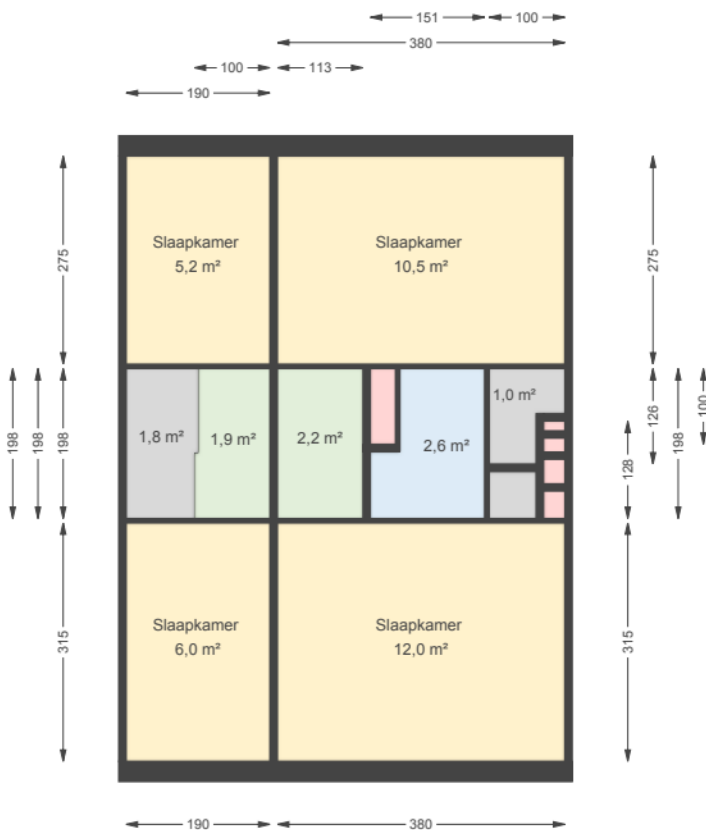 151
100
380
100
113
190
275
275
Slaapkamer
5,2 m²
Slaapkamer
10,5 m²
198
198
198
1,8 m²
1,9 m²
2,2 m²
2,6 m²
1,0 m²
128
126
198
100
315
315
Slaapkamer
6,0 m²
Slaapkamer
12,0 m²
190
380